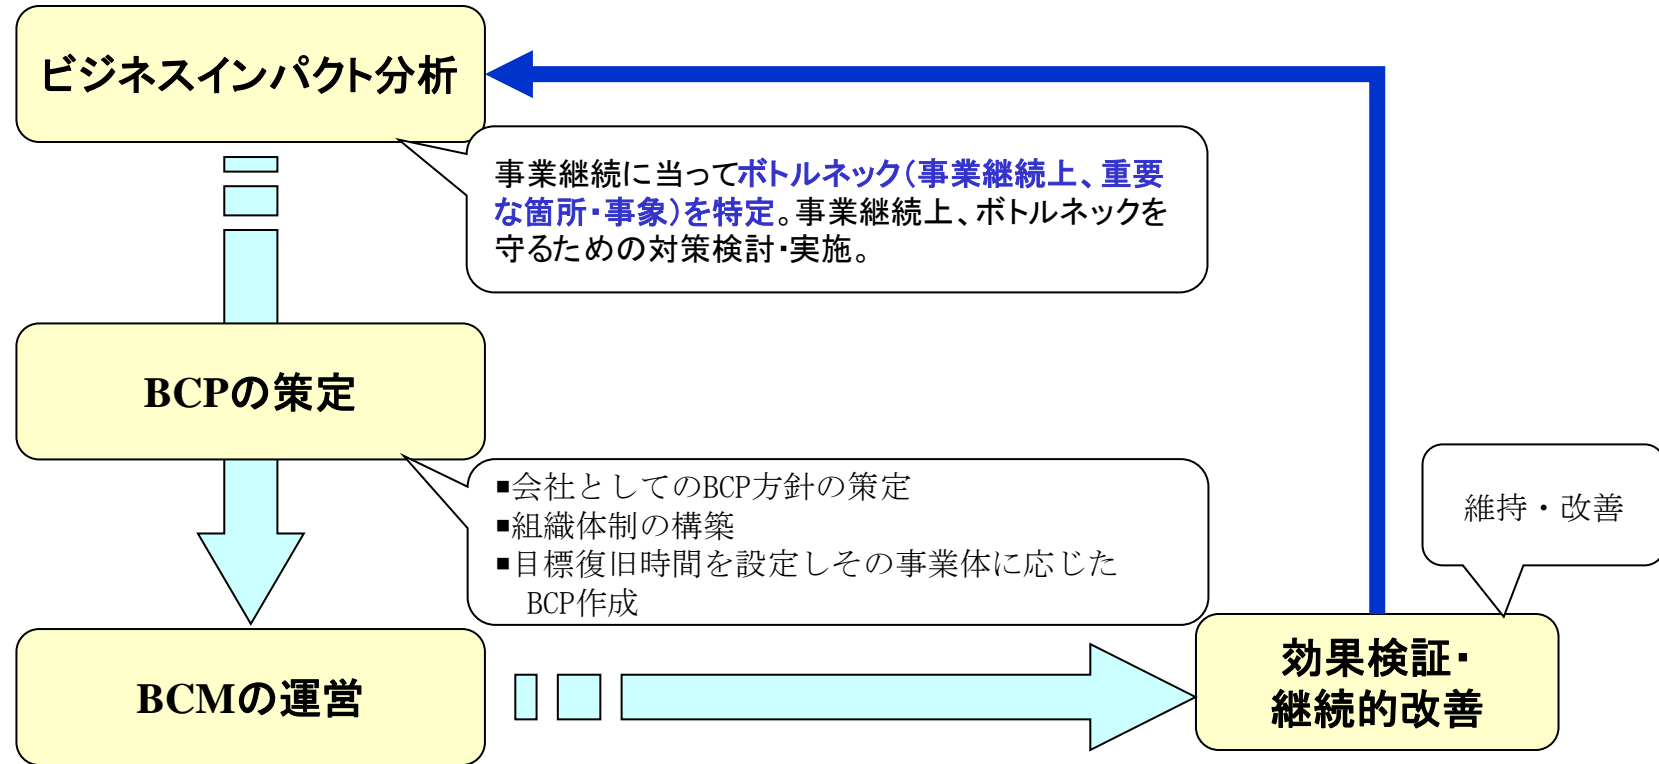 ビジネスインパクト分析
事業継続に当ってボトルネック（事業継続上、重要
な箇所・事象）を特定。事業継続上、ボトルネックを
守るための対策検討・実施。
BCPの策定
▪会社としてのBCP方針の策定
▪組織体制の構築
▪目標復旧時間を設定しその事業体に応じた
BCP作成
維持・改善
BCMの運営
効果検証・
継続的改善